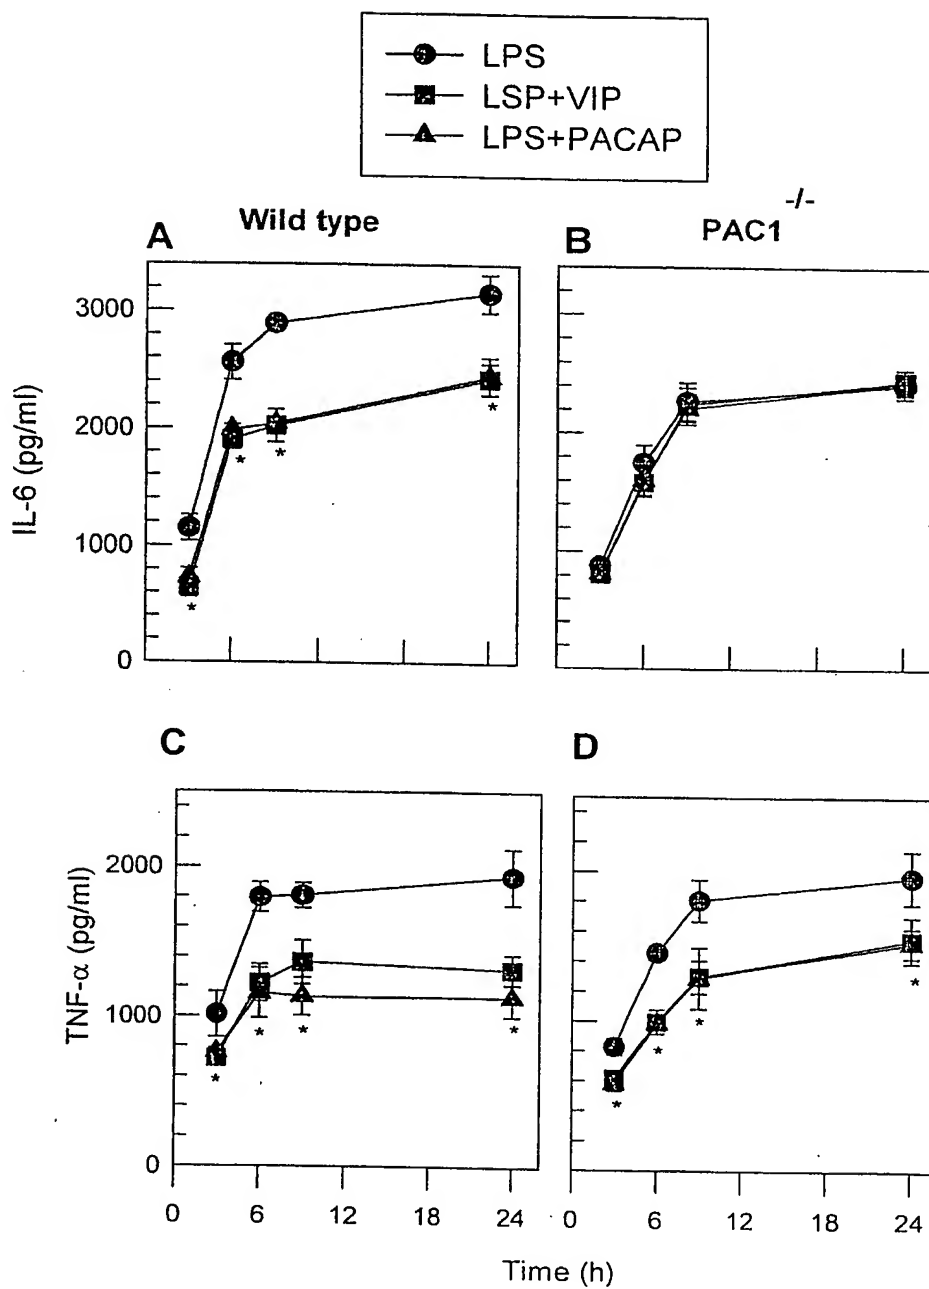 LPS
LSP+VIP
LPS+PACAP
A Wild type B PAC1 -/-
3000
2000
1000
0
IL-6 (pg/ml)
* * * *
C D
2000
1000
0
TNF-α (pg/ml)
* * * * * * * *
0 6 12 18 24 0 6 12 18 24
Time (h)